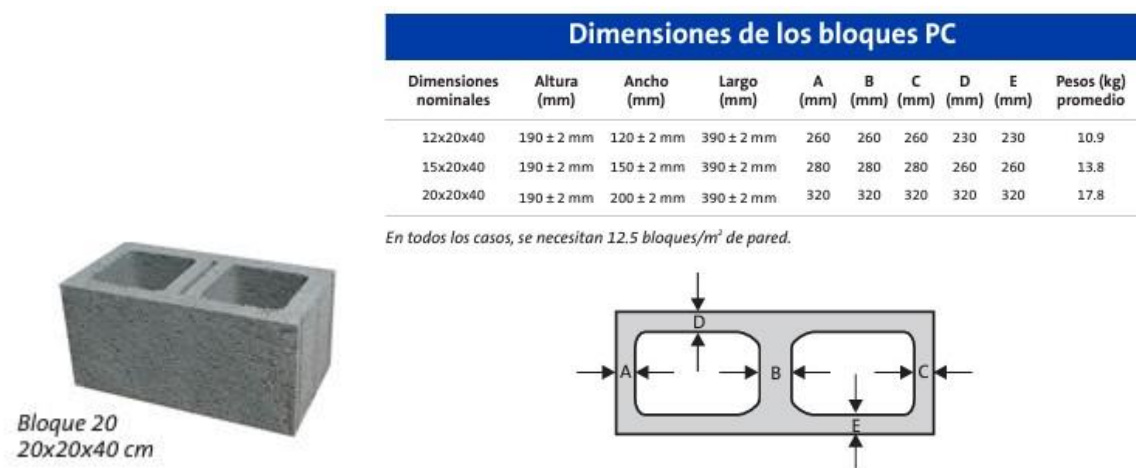 Dimensiones de los bloques PC
Dimensiones nominales Altura (mm) Ancho (mm) Largo (mm) A (mm) B (mm) C (mm) D (mm) E (mm) Pesos (kg) promedio
12x20x40 190 ± 2 mm 120 ± 2 mm 390 ± 2 mm 260 260 260 230 230 10.9
15x20x40 190 ± 2 mm 150 ± 2 mm 390 ± 2 mm 280 280 280 260 260 13.8
20x20x40 190 ± 2 mm 200 ± 2 mm 390 ± 2 mm 320 320 320 320 320 17.8
En todos los casos, se necesitan 12.5 bloques/m² de pared.
D
A B C
E
Bloque 20
20x20x40 cm